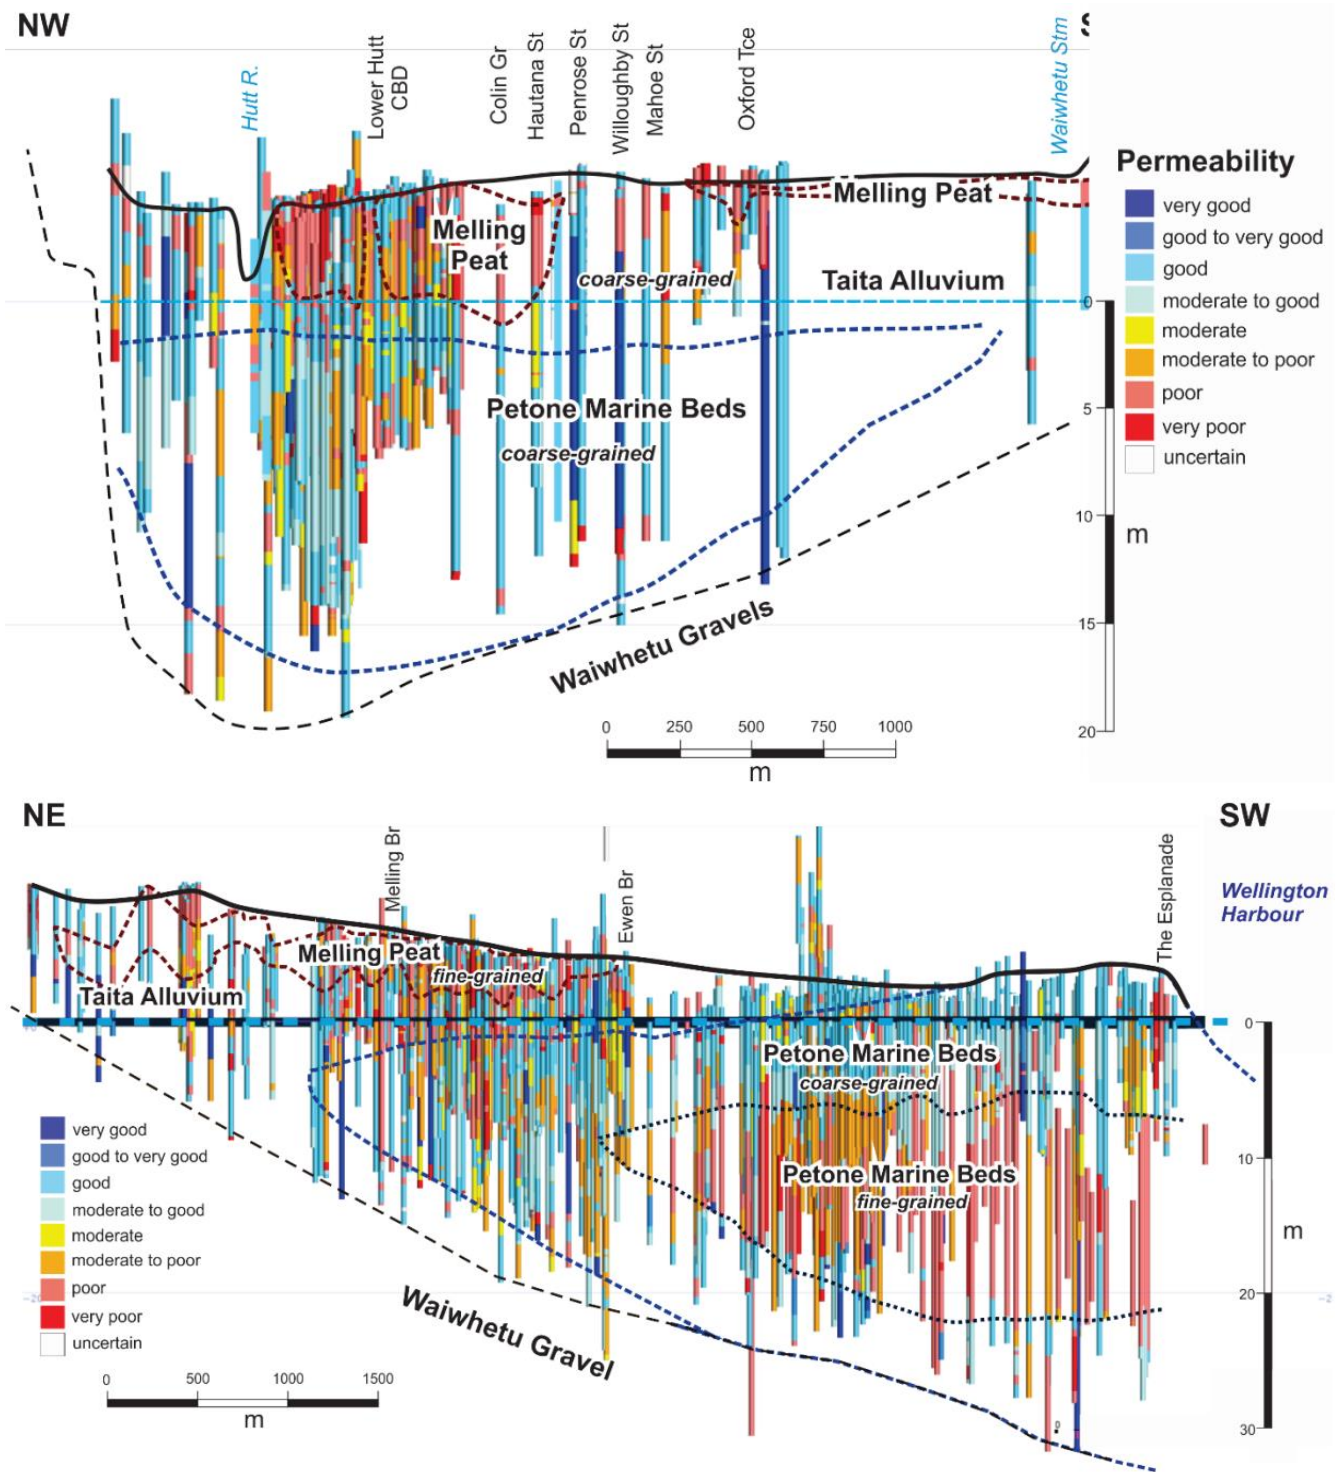 NW
Hutt R.
Lower Hutt
CBD
Colin Gr
Hautana St
Penrose St
Willoughby St
Mahoe St
Oxford Tce
Waiwhetu Stm
Permeability
very good
good to very good
good
moderate to good
moderate
moderate to poor
poor
very poor
uncertain
Melling
Peat
Melling Peat
coarse-grained
Taita Alluvium
Petone Marine Beds
coarse-grained
Waiwhetu Gravels
0
5
10
15
20
m
0 250 500 750 1000
m
NE
SW
Melling Br
Ewen Br
The Esplanade
Wellington
Harbour
Melling Peat
fine-grained
Taita Alluvium
Petone Marine Beds
coarse-grained
Petone Marine Beds
fine-grained
Waiwhetu Gravel
very good
good to very good
good
moderate to good
moderate
moderate to poor
poor
very poor
uncertain
0 500 1000 1500
m
0
10
20
30
m